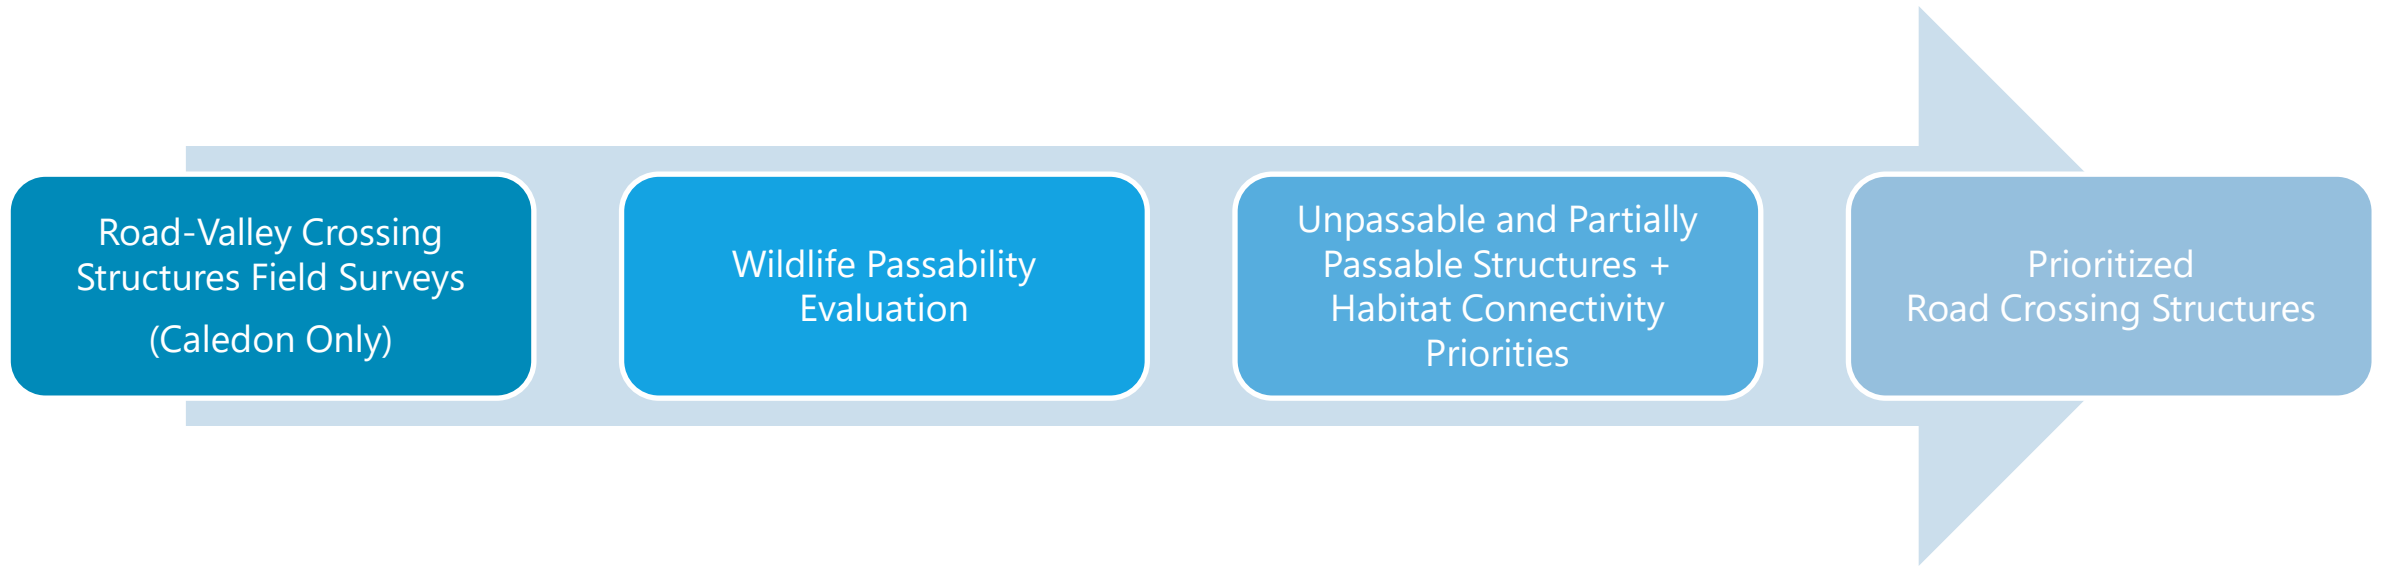 Road-Valley Crossing
Structures Field Surveys
(Caledon Only)
Wildlife Passability
Evaluation
Unpassable and Partially
Passable Structures +
Habitat Connectivity
Priorities
Prioritized
Road Crossing Structures